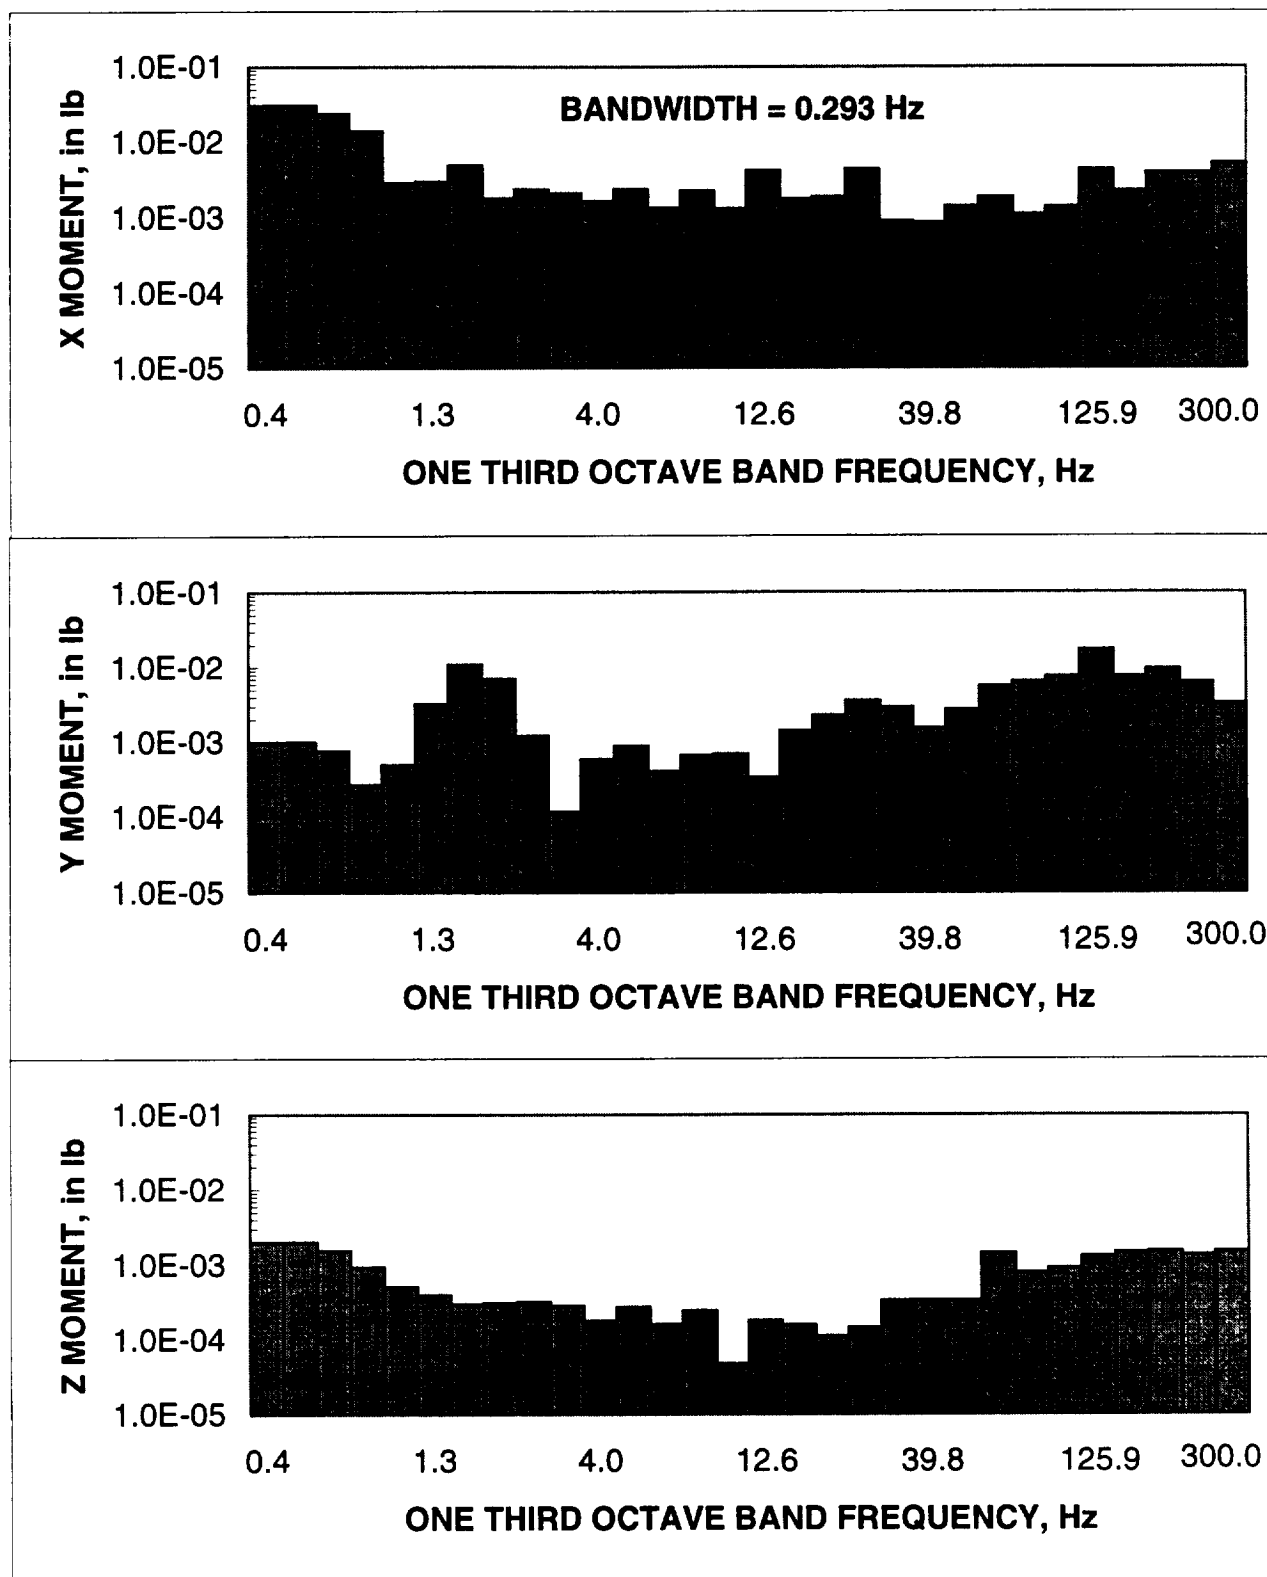 1.0E-01
BANDWIDTH = 0.293 Hz
1.0E-02
1.0E-03
1.0E-04
1.0E-05
X MOMENT, in lb
0.4 1.3 4.0 12.6 39.8 125.9 300.0
ONE THIRD OCTAVE BAND FREQUENCY, Hz
1.0E-01
1.0E-02
1.0E-03
1.0E-04
1.0E-05
Y MOMENT, in lb
0.4 1.3 4.0 12.6 39.8 125.9 300.0
ONE THIRD OCTAVE BAND FREQUENCY, Hz
1.0E-01
1.0E-02
1.0E-03
1.0E-04
1.0E-05
Z MOMENT, in lb
0.4 1.3 4.0 12.6 39.8 125.9 300.0
ONE THIRD OCTAVE BAND FREQUENCY, Hz